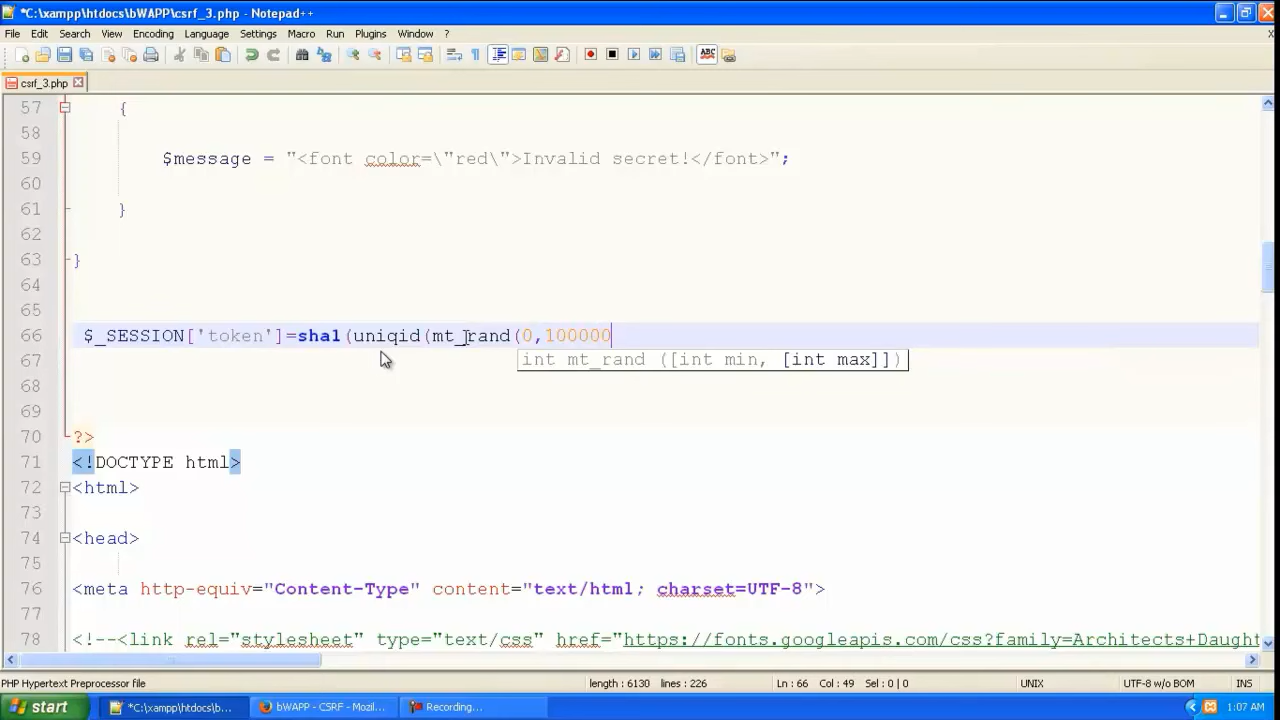 *C:\xampp\htdocs\bWAPP\csrf_3.php - Notepad++
File Edit Search View Encoding Language Settings Macro Run Plugins Window ?
X
csrf_3.php
57 {
58
59 $message = "<font color=\"red\">Invalid secret!</font>";
60
61 }
62
63 }
64
65
66 $_SESSION['token']=sha1(uniqid(mt_rand(0,100000
67 int mt_rand ([int min, [int max]])
68
69
70 ?>
71 <!DOCTYPE html>
72 <html>
73
74 <head>
75
76 <meta http-equiv="Content-Type" content="text/html; charset=UTF-8">
77
78 <!--<link rel="stylesheet" type="text/css" href="https://fonts.googleapis.com/css?family=Architects+Daught
PHP Hypertext Preprocessor file length : 6130 lines : 226 Ln : 66 Col : 49 Sel : 0 | 0 UNIX UTF-8 w/o BOM INS
start *C:\xampp\htdocs\b... bWAPP - CSRF - Mozil... Recording... 1:07 AM